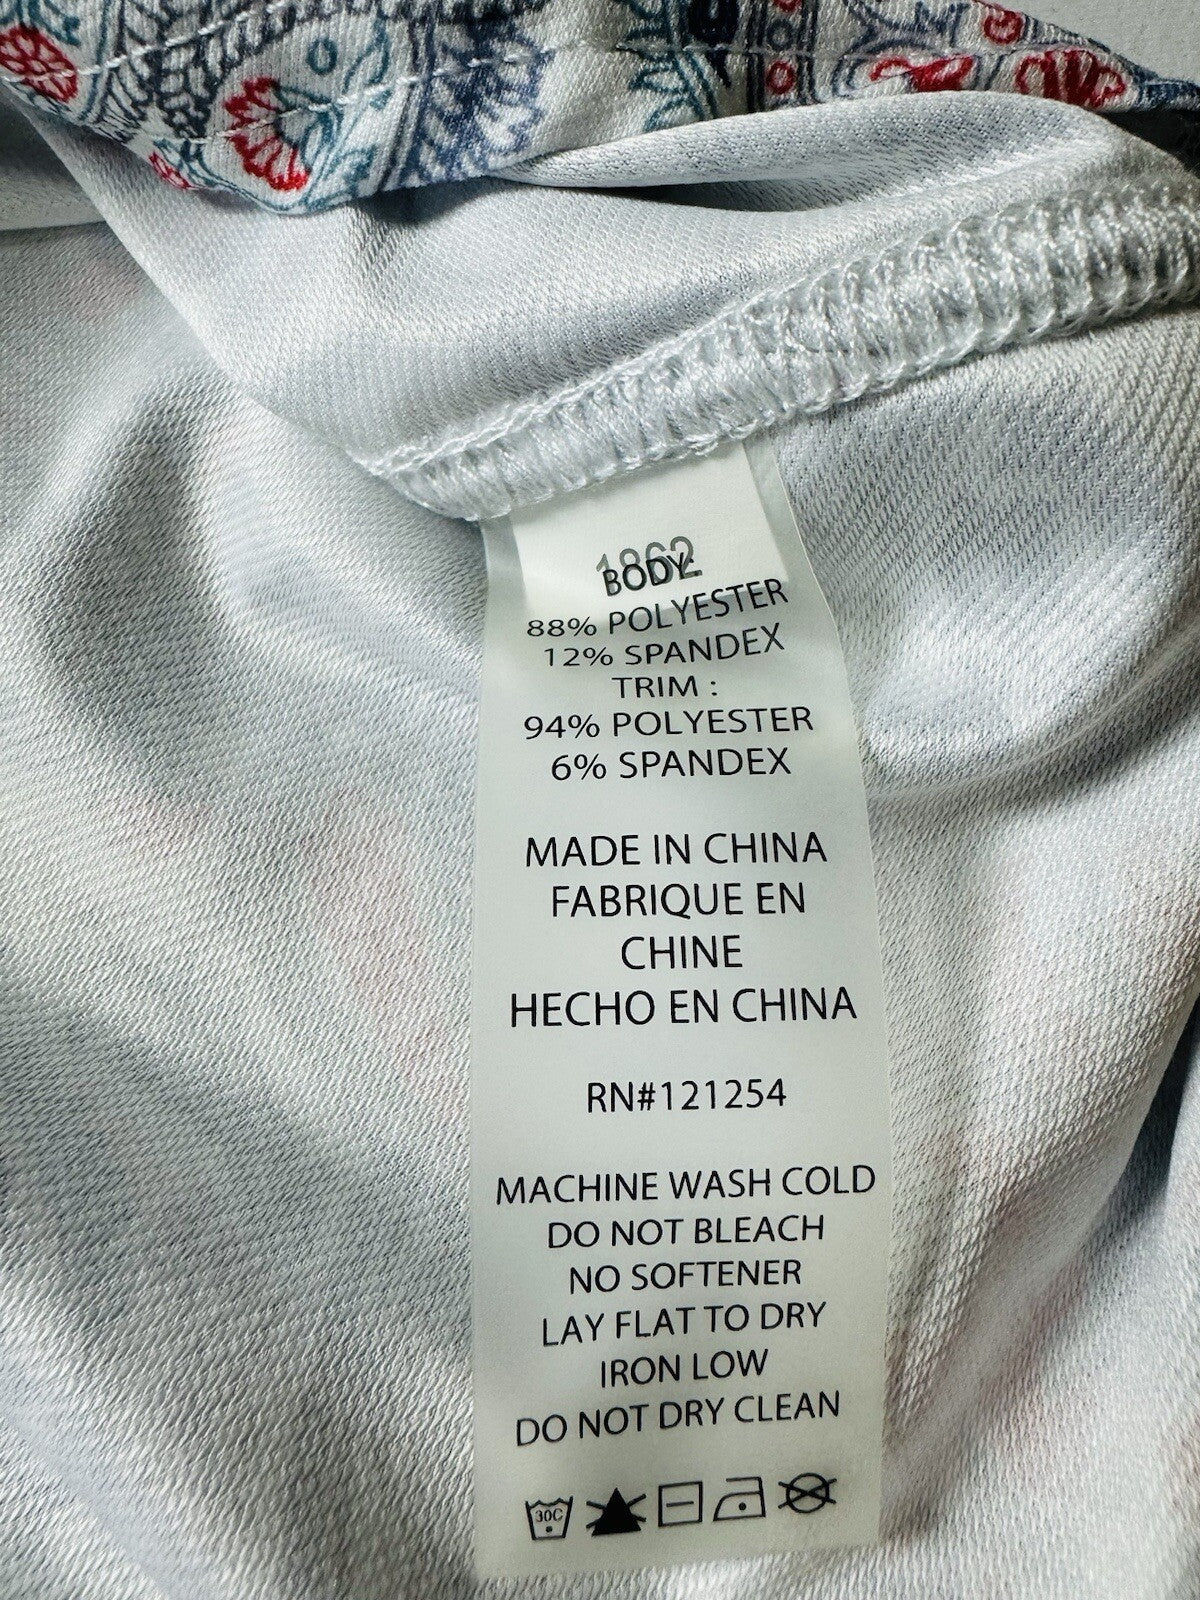 1862
BODY:
88% POLYESTER
12% SPANDEX
TRIM :
94% POLYESTER
6% SPANDEX
MADE IN CHINA
FABRIQUE EN
CHINE
HECHO EN CHINA
RN#121254
MACHINE WASH COLD
DO NOT BLEACH
NO SOFTENER
LAY FLAT TO DRY
IRON LOW
DO NOT DRY CLEAN
30C